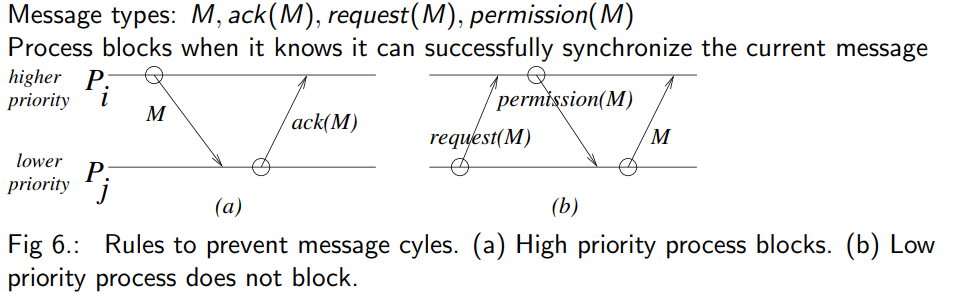 Message types: M, ack(M), request(M), permission(M)
Process blocks when it knows it can successfully synchronize the current message
higher priority P_i
M
ack(M)
permission(M)
request(M)
M
lower priority P_j
(a)
(b)
Fig 6.: Rules to prevent message cyles. (a) High priority process blocks. (b) Low
priority process does not block.